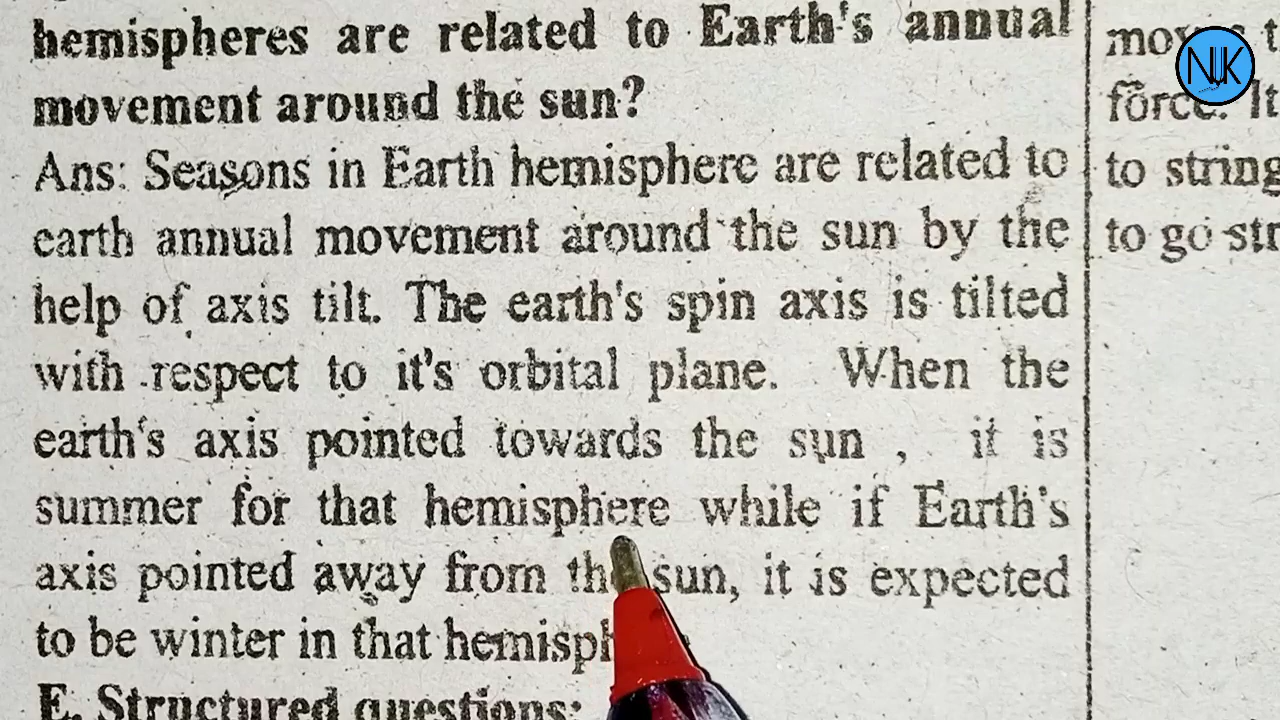 hemispheres are related to Earth's annual
movement around the sun?
Ans: Seasons in Earth hemisphere are related to
earth annual movement around the sun by the
help of axis tilt. The earth's spin axis is tilted
with respect to it's orbital plane. When the
earth's axis pointed towards the sun , it is
summer for that hemisphere while if Earth's
axis pointed away from the sun, it is expected
to be winter in that
E. Structured questions:
force. It
to string
to go
NJK